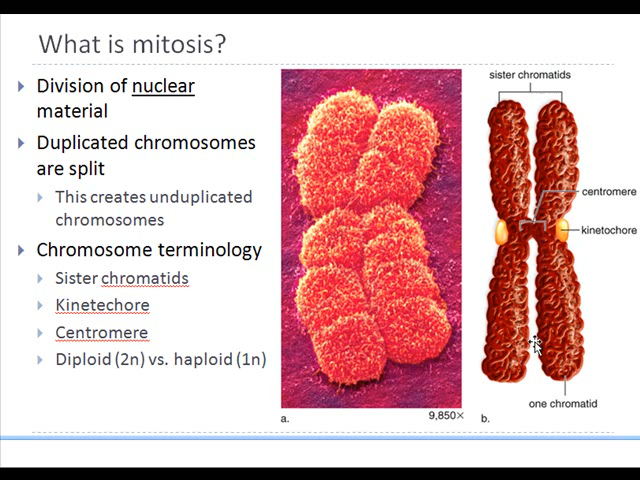 What is mitosis?
Division of nuclear
material
Duplicated chromosomes
are split
This creates unduplicated
chromosomes
Chromosome terminology
Sister chromatids
Kinetechore
Centromere
Diploid (2n) vs. haploid (1n)
a.
9,850×
sister chromatids
centromere
kinetochore
one chromatid
b.